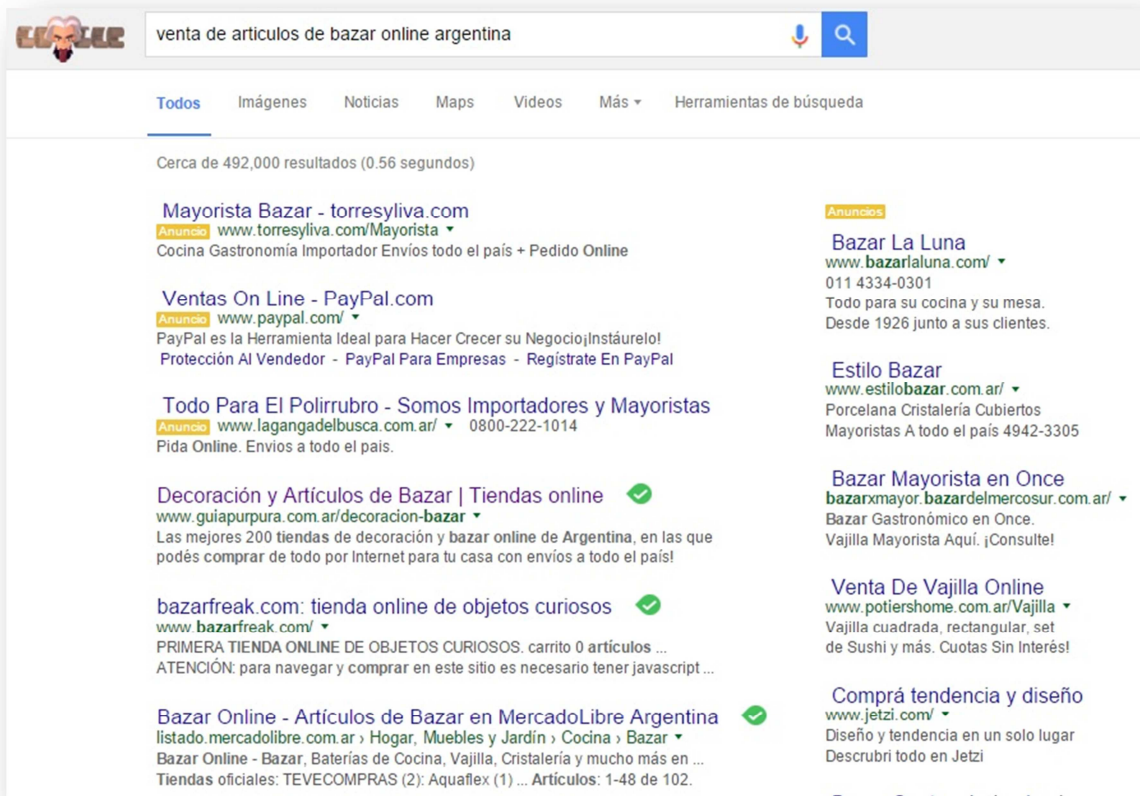 venta de articulos de bazar online argentina
Todos Imágenes Noticias Maps Videos Más Herramientas de búsqueda
Cerca de 492,000 resultados (0.56 segundos)
Mayorista Bazar - torresyliva.com
Anuncio www.torresyliva.com/Mayorista
Cocina Gastronomía Importador Envíos todo el país + Pedido Online
Ventas On Line - PayPal.com
Anuncio www.paypal.com/
PayPal es la Herramienta Ideal para Hacer Crecer su Negocio¡Instáurelo!
Protección Al Vendedor - PayPal Para Empresas - Regístrate En PayPal
Todo Para El Polirrubro - Somos Importadores y Mayoristas
Anuncio www.lagangadelbusca.com.ar/ 0800-222-1014
Pida Online. Envios a todo el pais.
Decoración y Artículos de Bazar | Tiendas online
www.guiapurpura.com.ar/decoracion-bazar
Las mejores 200 tiendas de decoración y bazar online de Argentina, en las que
podés comprar de todo por Internet para tu casa con envíos a todo el país!
bazarfreak.com: tienda online de objetos curiosos
www.bazarfreak.com/
PRIMERA TIENDA ONLINE DE OBJETOS CURIOSOS. carrito 0 artículos ...
ATENCIÓN: para navegar y comprar en este sitio es necesario tener javascript ...
Bazar Online - Artículos de Bazar en MercadoLibre Argentina
listado.mercadolibre.com.ar › Hogar, Muebles y Jardín › Cocina › Bazar
Bazar Online - Bazar, Baterías de Cocina, Vajilla, Cristalería y mucho más en ...
Tiendas oficiales: TEVECOMPRAS (2): Aquaflex (1) ... Artículos: 1-48 de 102.
Anuncios
Bazar La Luna
www.bazarlaluna.com/
011 4334-0301
Todo para su cocina y su mesa.
Desde 1926 junto a sus clientes.
Estilo Bazar
www.estilobazar.com.ar/
Porcelana Cristalería Cubiertos
Mayoristas A todo el país 4942-3305
Bazar Mayorista en Once
bazarxmayor.bazardelmercosur.com.ar/
Bazar Gastronómico en Once.
Vajilla Mayorista Aquí. ¡Consulte!
Venta De Vajilla Online
www.potiershome.com.ar/Vajilla
Vajilla cuadrada, rectangular, set
de Sushi y más. Cuotas Sin Interés!
Comprá tendencia y diseño
www.jetzi.com/
Diseño y tendencia en un solo lugar
Descrubri todo en Jetzi